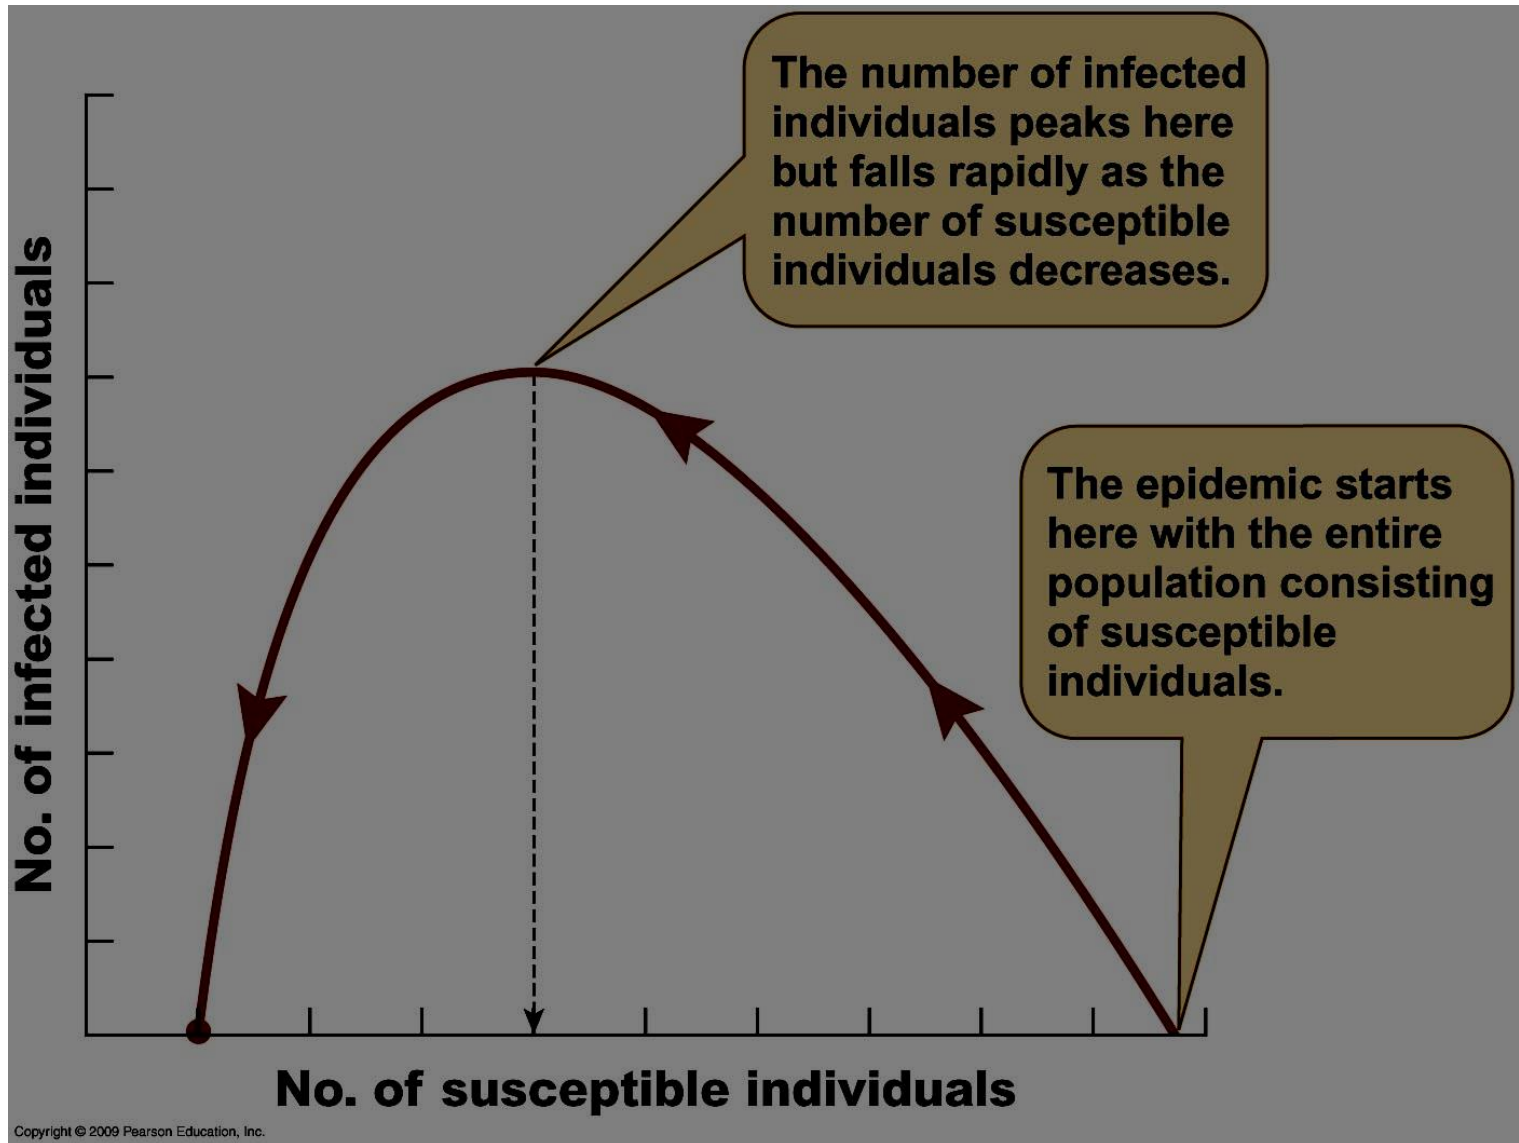 The number of infected
individuals peaks here
but falls rapidly as the
number of susceptible
individuals decreases.
The epidemic starts
here with the entire
population consisting
of susceptible
individuals.
No. of infected individuals
No. of susceptible individuals
Copyright © 2009 Pearson Education, Inc.